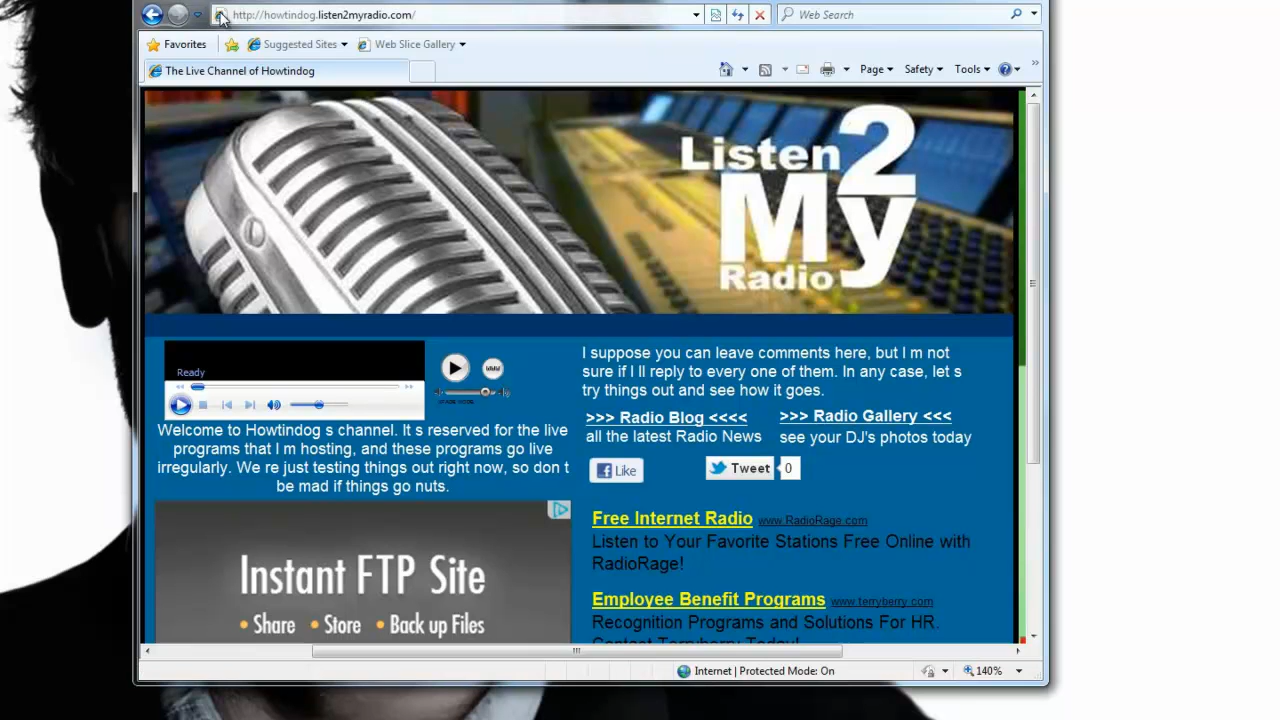 http://howtindog.listen2myradio.com/
Web Search
Favorites
Suggested Sites
Web Slice Gallery
The Live Channel of Howtindog
Page
Safety
Tools
Listen
2
My
Radio
Ready
Welcome to Howtindog s channel. It s reserved for the live
programs that I m hosting, and these programs go live
irregularly. We re just testing things out right now, so don t
be mad if things go nuts.
I suppose you can leave comments here, but I m not
sure if I ll reply to every one of them. In any case, let s
try things out and see how it goes.
>>> Radio Blog <<<<
all the latest Radio News
>>> Radio Gallery <<<
see your DJ's photos today
Like
Tweet
0
Instant FTP Site
• Share • Store • Back up Files
Free Internet Radio www.RadioRage.com
Listen to Your Favorite Stations Free Online with
RadioRage!
Employee Benefit Programs www.terryberry.com
Recognition Programs and Solutions For HR.
Contact Terryberry Today!
Internet | Protected Mode: On
140%